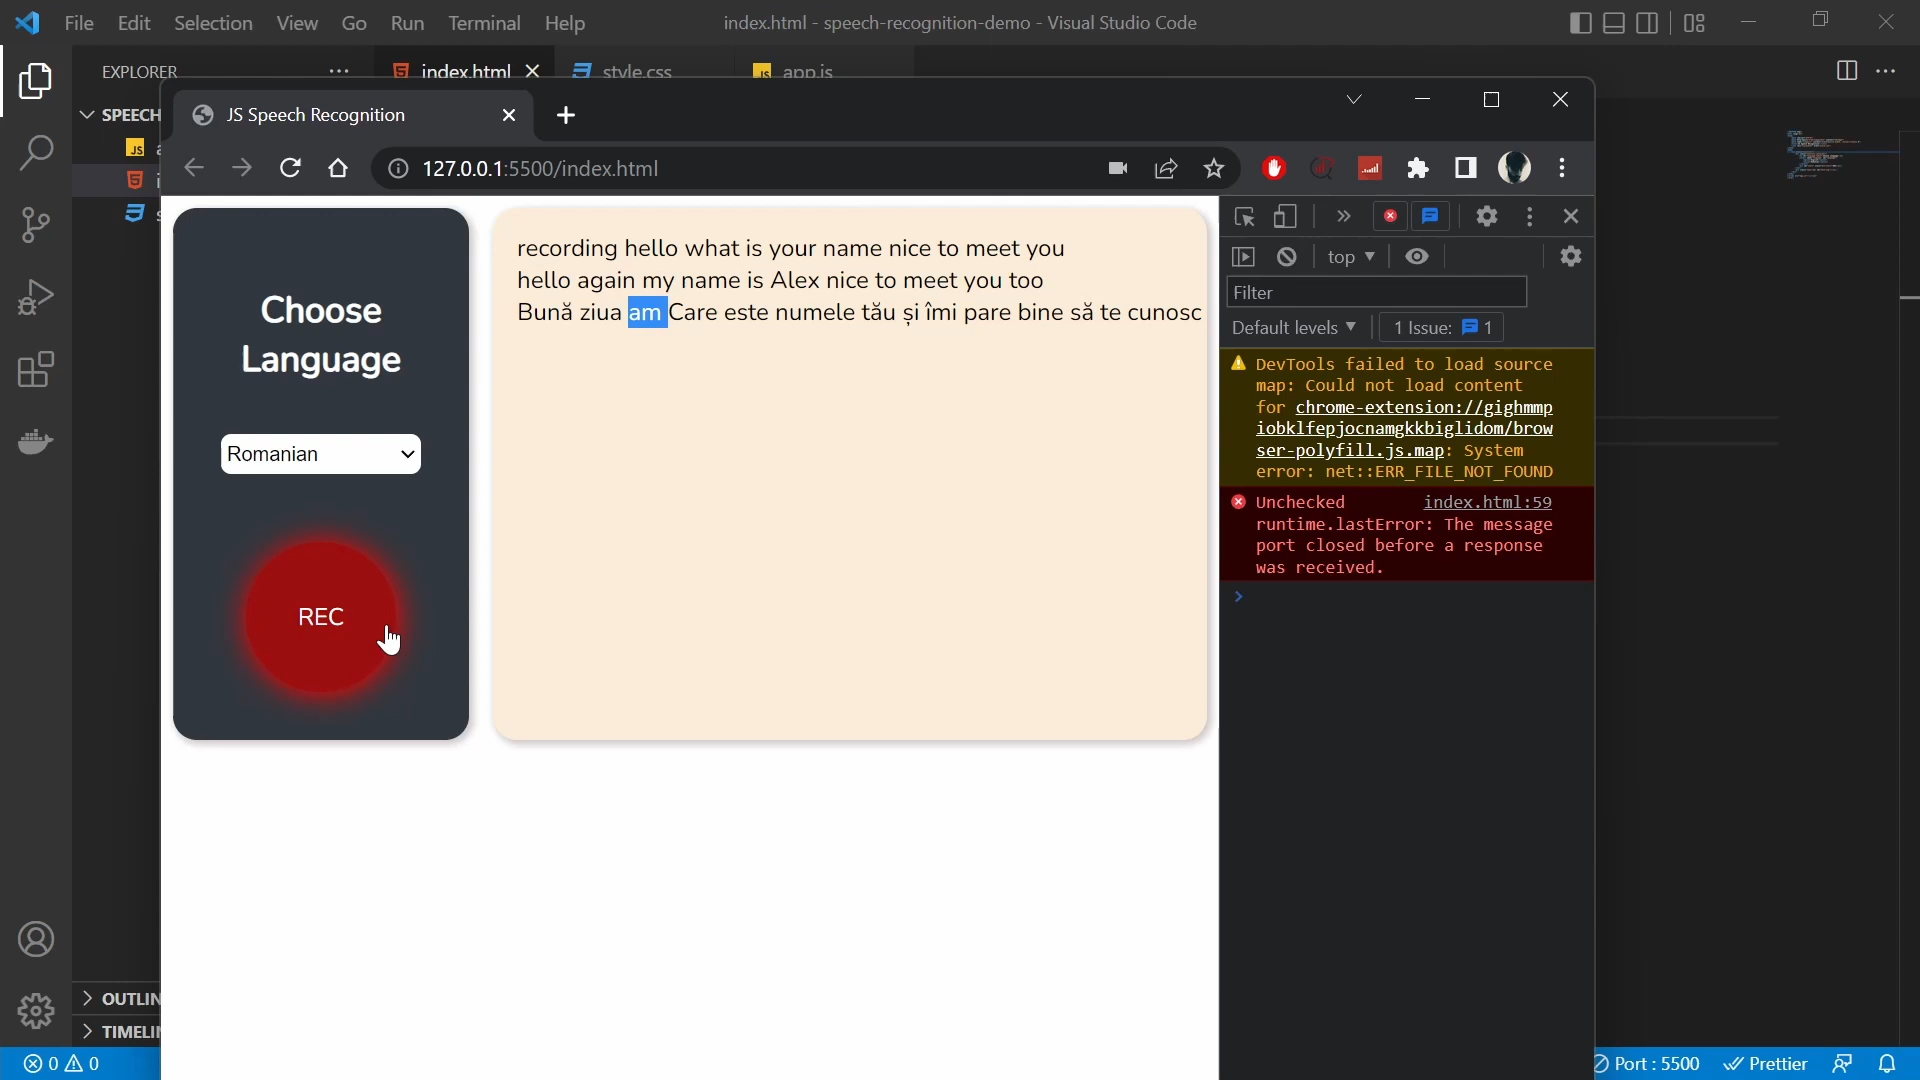 File Edit Selection View Go Run Terminal Help
index.html - speech-recognition-demo - Visual Studio Code
EXPLORER
index.html
style.css
app.js
SPEECH
JS Speech Recognition
127.0.0.1:5500/index.html
Choose
Language
Romanian
REC
recording hello what is your name nice to meet you
hello again my name is Alex nice to meet you too
Bună ziua am Care este numele tău și îmi pare bine să te cunosc
top
Filter
Default levels
1 Issue: 1
DevTools failed to load source
map: Could not load content
for chrome-extension://gighmmp
iobklfepjocnamgkkbiglidom/brow
ser-polyfill.js.map: System
error: net::ERR_FILE_NOT_FOUND
Unchecked index.html:59
runtime.lastError: The message
port closed before a response
was received.
OUTLIN
TIMELI
0 0
Port : 5500
Prettier